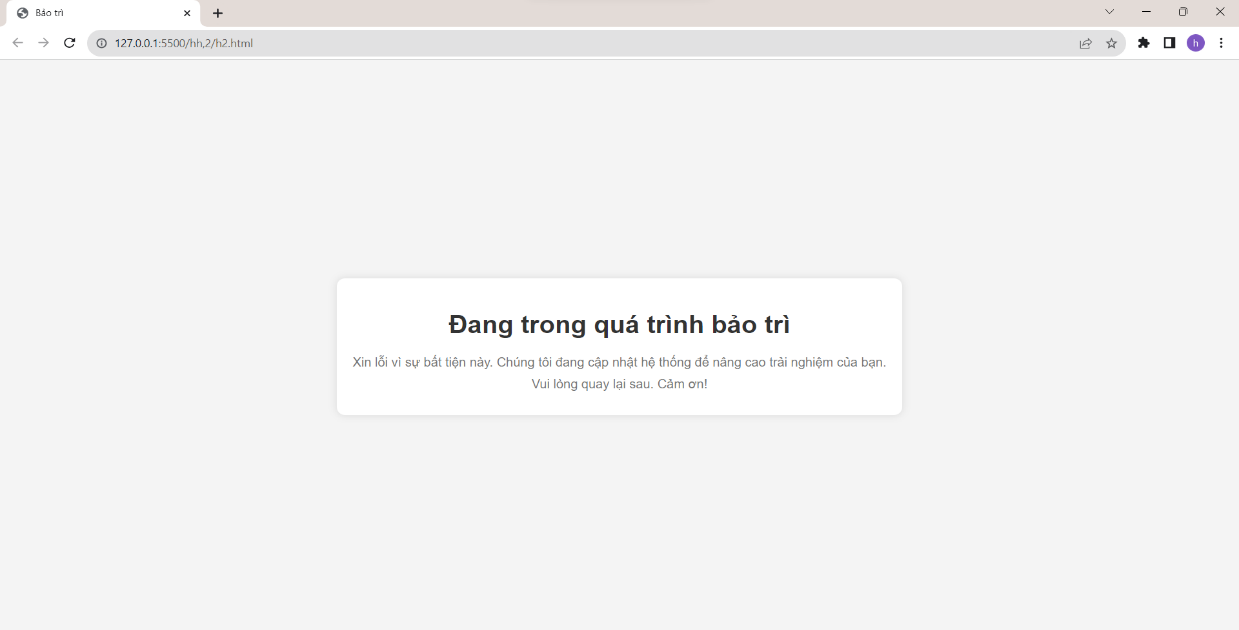 Bảo trì
127.0.0.1:5500/hh,2/h2.html
h
Đang trong quá trình bảo trì
Xin lỗi vì sự bất tiện này. Chúng tôi đang cập nhật hệ thống để nâng cao trải nghiệm của bạn.
Vui lòng quay lại sau. Cảm ơn!